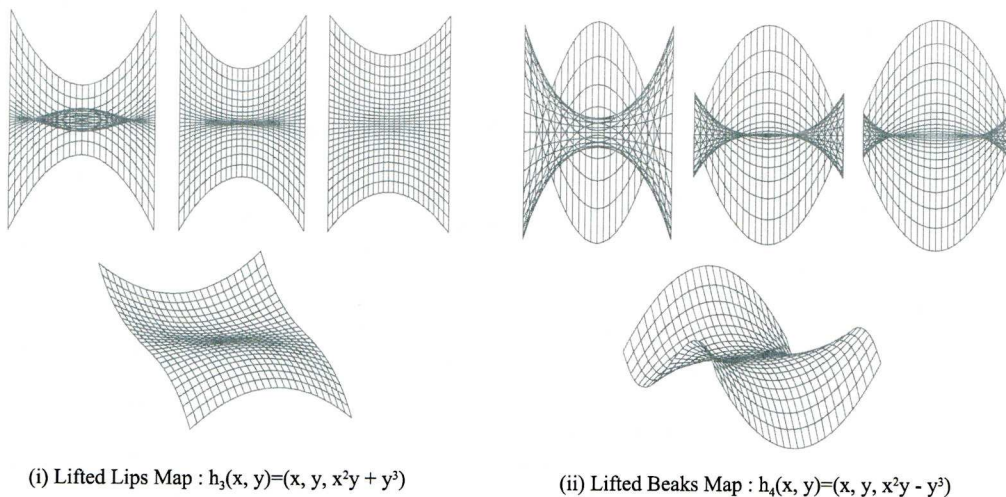 (i) Lifted Lips Map : h₃(x, y)=(x, y, x²y + y³)
(ii) Lifted Beaks Map : h₄(x, y)=(x, y, x²y - y³)